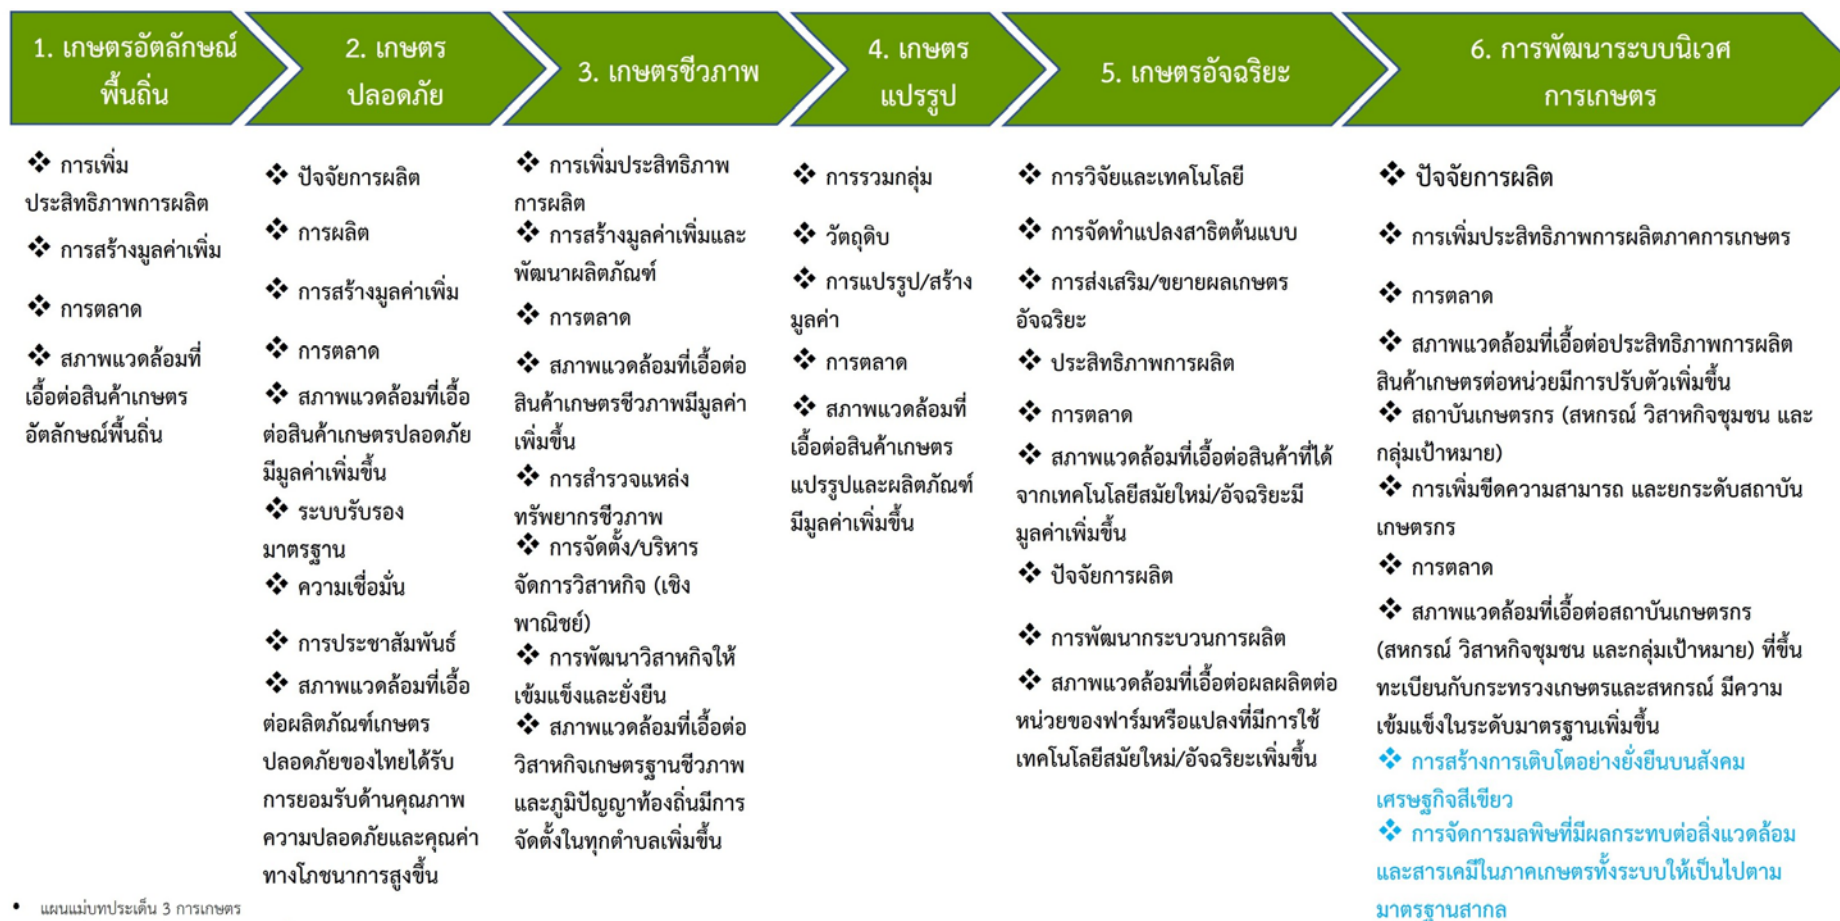 1. เกษตรอัตลักษณ์
พื้นถิ่น
2. เกษตร
ปลอดภัย
3. เกษตรชีวภาพ
4. เกษตร
แปรรูป
5. เกษตรอัจฉริยะ
6. การพัฒนาระบบนิเวศ
การเกษตร
❖ การเพิ่ม
ประสิทธิภาพการผลิต
❖ การสร้างมูลค่าเพิ่ม
❖ การตลาด
❖ สภาพแวดล้อมที่
เอื้อต่อสินค้าเกษตร
อัตลักษณ์พื้นถิ่น
❖ ปัจจัยการผลิต
❖ การผลิต
❖ การสร้างมูลค่าเพิ่ม
❖ การตลาด
❖ สภาพแวดล้อมที่เอื้อ
ต่อสินค้าเกษตรปลอดภัย
มีมูลค่าเพิ่มขึ้น
❖ ระบบรับรอง
มาตรฐาน
❖ ความเชื่อมั่น
❖ การประชาสัมพันธ์
❖ สภาพแวดล้อมที่เอื้อ
ต่อผลิตภัณฑ์เกษตร
ปลอดภัยของไทยได้รับ
การยอมรับด้านคุณภาพ
ความปลอดภัยและคุณค่า
ทางโภชนาการสูงขึ้น
❖ การเพิ่มประสิทธิภาพ
การผลิต
❖ การสร้างมูลค่าเพิ่มและ
พัฒนาผลิตภัณฑ์
❖ การตลาด
❖ สภาพแวดล้อมที่เอื้อต่อ
สินค้าเกษตรชีวภาพมีมูลค่า
เพิ่มขึ้น
❖ การสำรวจแหล่ง
ทรัพยากรชีวภาพ
❖ การจัดตั้ง/บริหาร
จัดการวิสาหกิจ (เชิง
พาณิชย์)
❖ การพัฒนาวิสาหกิจให้
เข้มแข็งและยั่งยืน
❖ สภาพแวดล้อมที่เอื้อต่อ
วิสาหกิจเกษตรฐานชีวภาพ
และภูมิปัญญาท้องถิ่นมีการ
จัดตั้งในทุกตำบลเพิ่มขึ้น
❖ การรวมกลุ่ม
❖ วัตถุดิบ
❖ การแปรรูป/สร้าง
มูลค่า
❖ การตลาด
❖ สภาพแวดล้อมที่
เอื้อต่อสินค้าเกษตร
แปรรูปและผลิตภัณฑ์
มีมูลค่าเพิ่มขึ้น
❖ การวิจัยและเทคโนโลยี
❖ การจัดทำแปลงสาธิตต้นแบบ
❖ การส่งเสริม/ขยายผลเกษตร
อัจฉริยะ
❖ ประสิทธิภาพการผลิต
❖ การตลาด
❖ สภาพแวดล้อมที่เอื้อต่อสินค้าที่ได้
จากเทคโนโลยีสมัยใหม่/อัจฉริยะมี
มูลค่าเพิ่มขึ้น
❖ ปัจจัยการผลิต
❖ การพัฒนากระบวนการผลิต
❖ สภาพแวดล้อมที่เอื้อต่อผลผลิตต่อ
หน่วยของฟาร์มหรือแปลงที่มีการใช้
เทคโนโลยีสมัยใหม่/อัจฉริยะเพิ่มขึ้น
❖ ปัจจัยการผลิต
❖ การเพิ่มประสิทธิภาพการผลิตภาคการเกษตร
❖ การตลาด
❖ สภาพแวดล้อมที่เอื้อต่อประสิทธิภาพการผลิต
สินค้าเกษตรต่อหน่วยมีการปรับตัวเพิ่มขึ้น
❖ สถาบันเกษตรกร (สหกรณ์ วิสาหกิจชุมชน และ
กลุ่มเป้าหมาย)
❖ การเพิ่มขีดความสามารถ และยกระดับสถาบัน
เกษตรกร
❖ การตลาด
❖ สภาพแวดล้อมที่เอื้อต่อสถาบันเกษตรกร
(สหกรณ์ วิสาหกิจชุมชน และกลุ่มเป้าหมาย) ที่ขึ้น
ทะเบียนกับกระทรวงเกษตรและสหกรณ์ มีความ
เข้มแข็งในระดับมาตรฐานเพิ่มขึ้น
❖ การสร้างการเติบโตอย่างยั่งยืนบนสังคม
เศรษฐกิจสีเขียว
❖ การจัดการมลพิษที่มีผลกระทบต่อสิ่งแวดล้อม
และสารเคมีในภาคเกษตรทั้งระบบให้เป็นไปตาม
มาตรฐานสากล
• แผนแม่บทประเด็น 3 การเกษตร